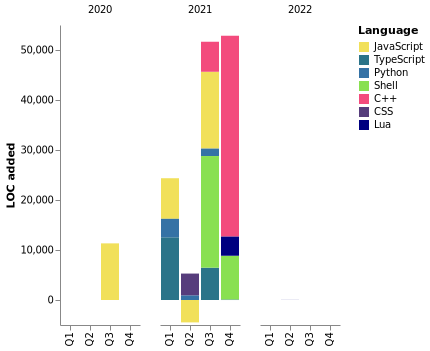 2020 2021 2022
Language
JavaScript
TypeScript
Python
Shell
C++
CSS
Lua
LOC added
50,000
40,000
30,000
20,000
10,000
0
Q1 Q2 Q3 Q4 Q1 Q2 Q3 Q4 Q1 Q2 Q3 Q4